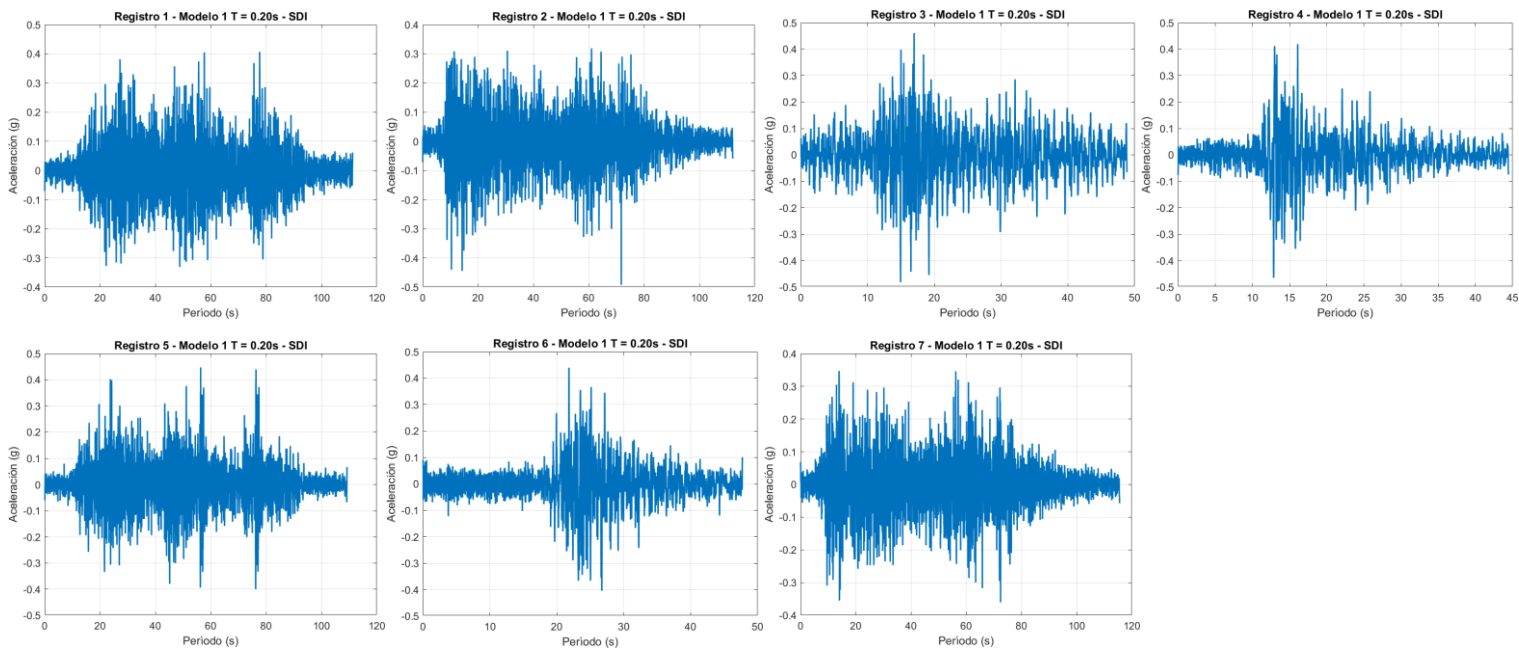 Registro 1 - Modelo 1 T = 0.20s - SDI
Aceleración (g)
0.5
0.4
0.3
0.2
0.1
0
-0.1
-0.2
-0.3
-0.4
0 20 40 60 80 100 120
Periodo (s)
Registro 2 - Modelo 1 T = 0.20s - SDI
Aceleración (g)
0.4
0.3
0.2
0.1
0
-0.1
-0.2
-0.3
-0.4
-0.5
0 20 40 60 80 100 120
Periodo (s)
Registro 3 - Modelo 1 T = 0.20s - SDI
Aceleración (g)
0.5
0.4
0.3
0.2
0.1
0
-0.1
-0.2
-0.3
-0.4
-0.5
0 10 20 30 40 50
Periodo (s)
Registro 4 - Modelo 1 T = 0.20s - SDI
Aceleración (g)
0.5
0.4
0.3
0.2
0.1
0
-0.1
-0.2
-0.3
-0.4
-0.5
0 5 10 15 20 25 30 35 40 45
Periodo (s)
Registro 5 - Modelo 1 T = 0.20s - SDI
Aceleración (g)
0.5
0.4
0.3
0.2
0.1
0
-0.1
-0.2
-0.3
-0.4
-0.5
0 20 40 60 80 100 120
Periodo (s)
Registro 6 - Modelo 1 T = 0.20s - SDI
Aceleración (g)
0.5
0.4
0.3
0.2
0.1
0
-0.1
-0.2
-0.3
-0.4
-0.5
0 10 20 30 40 50
Periodo (s)
Registro 7 - Modelo 1 T = 0.20s - SDI
Aceleración (g)
0.4
0.3
0.2
0.1
0
-0.1
-0.2
-0.3
-0.4
0 20 40 60 80 100 120
Periodo (s)